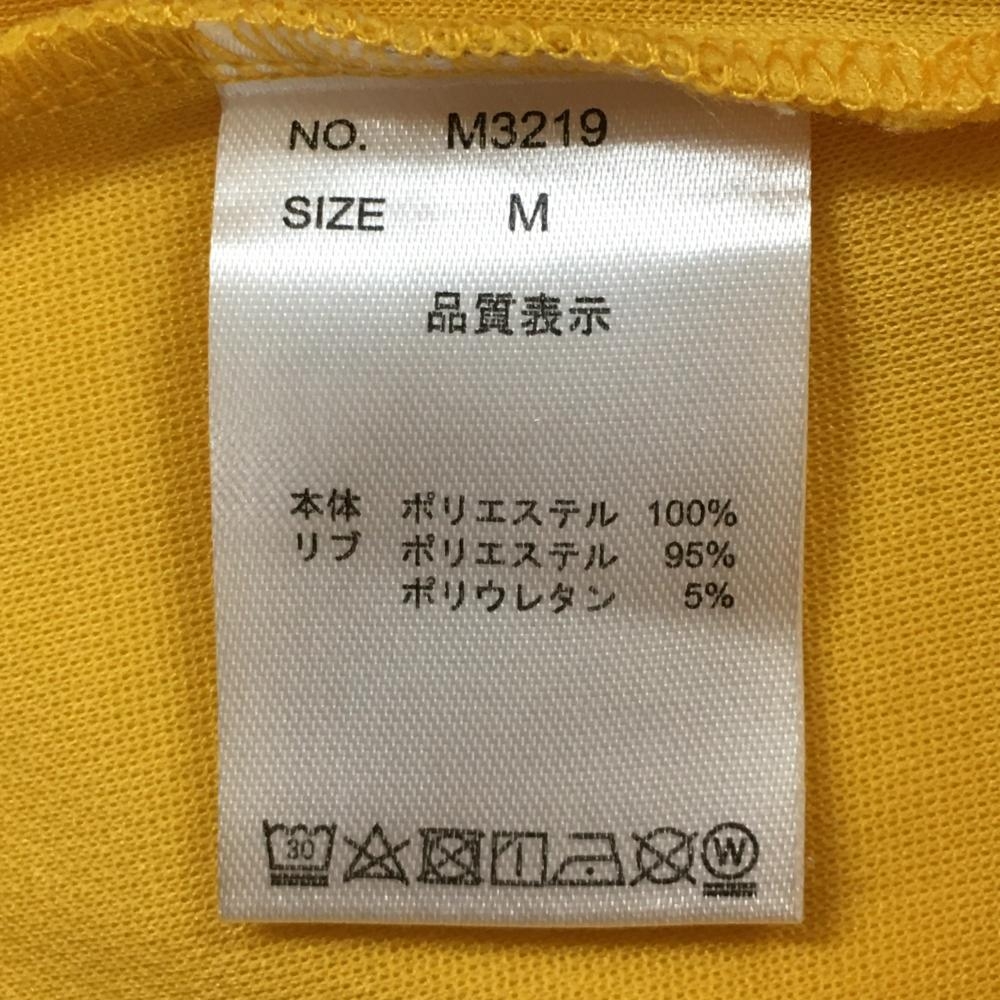 NO. M3219
SIZE M
品質表示
本体 ポリエステル 100%
リブ ポリエステル 95%
ポリウレタン 5%
30 W